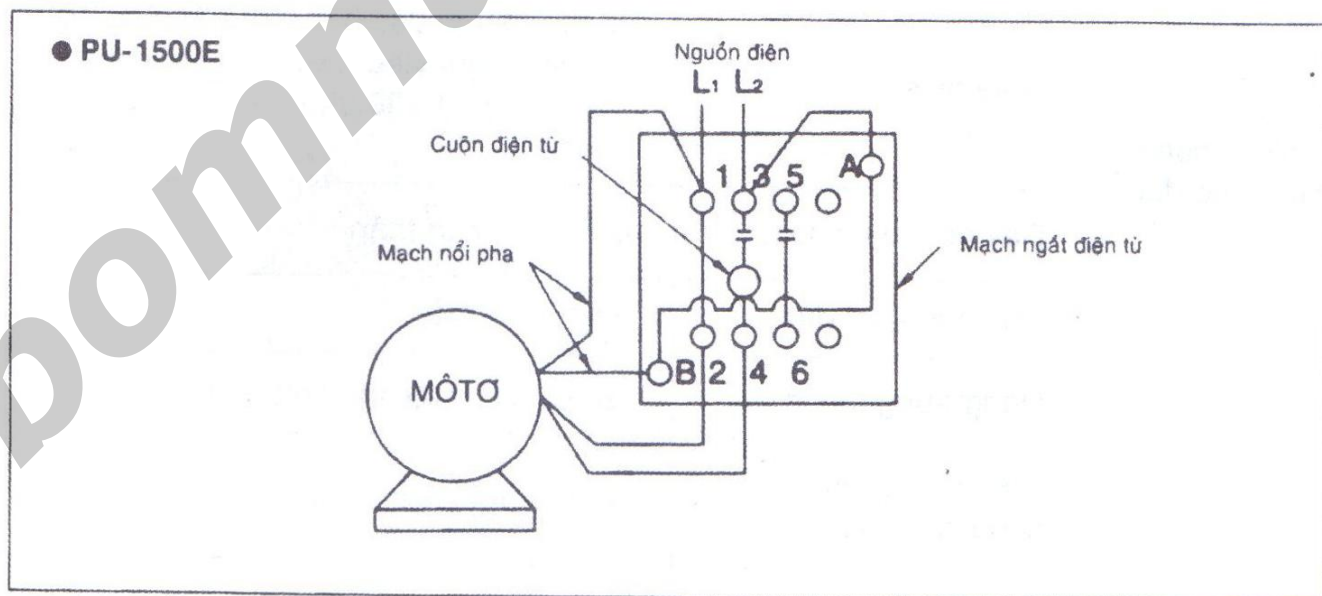 ● PU-1500E
Nguồn điện
L1 L2
Cuộn điện từ
1 3 5 A
Mạch nối pha
Mạch ngắt điện từ
MÔTƠ
B 2 4 6
pomn